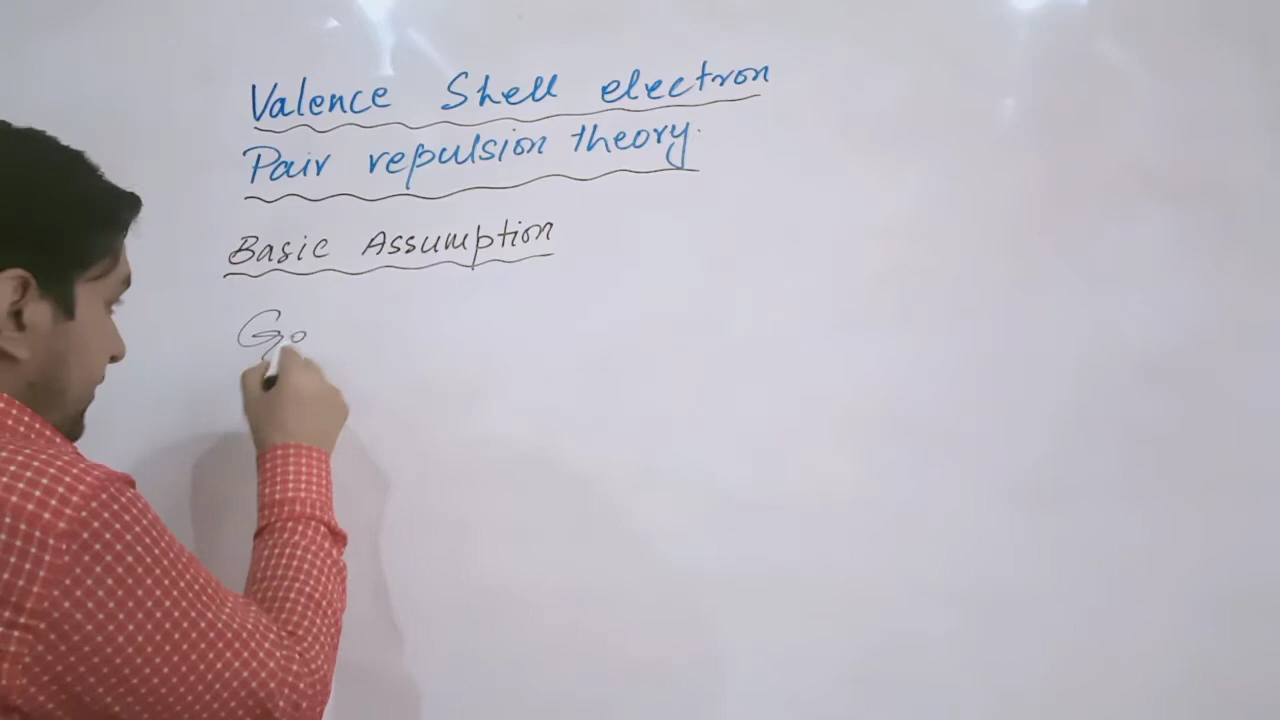 Valence Shell electron
Pair repulsion theory.
Basic Assumption
Go